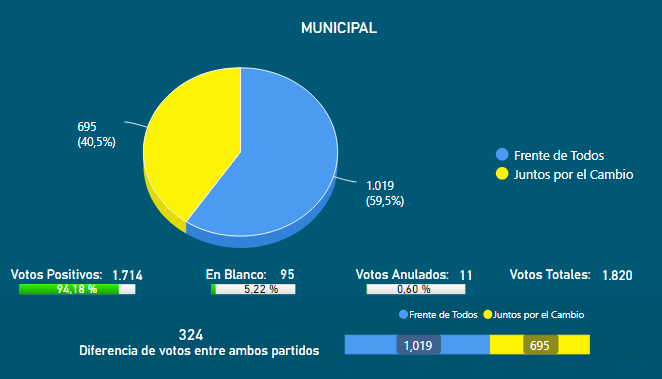 MUNICIPAL
695
(40,5%)
1.019
(59,5%)
Frente de Todos
Juntos por el Cambio
Votos Positivos: 1.714
94,18 %
En Blanco: 95
5,22 %
Votos Anulados: 11
0,60 %
Votos Totales: 1.820
324
Diferencia de votos entre ambos partidos
Frente de Todos Juntos por el Cambio
1,019 695